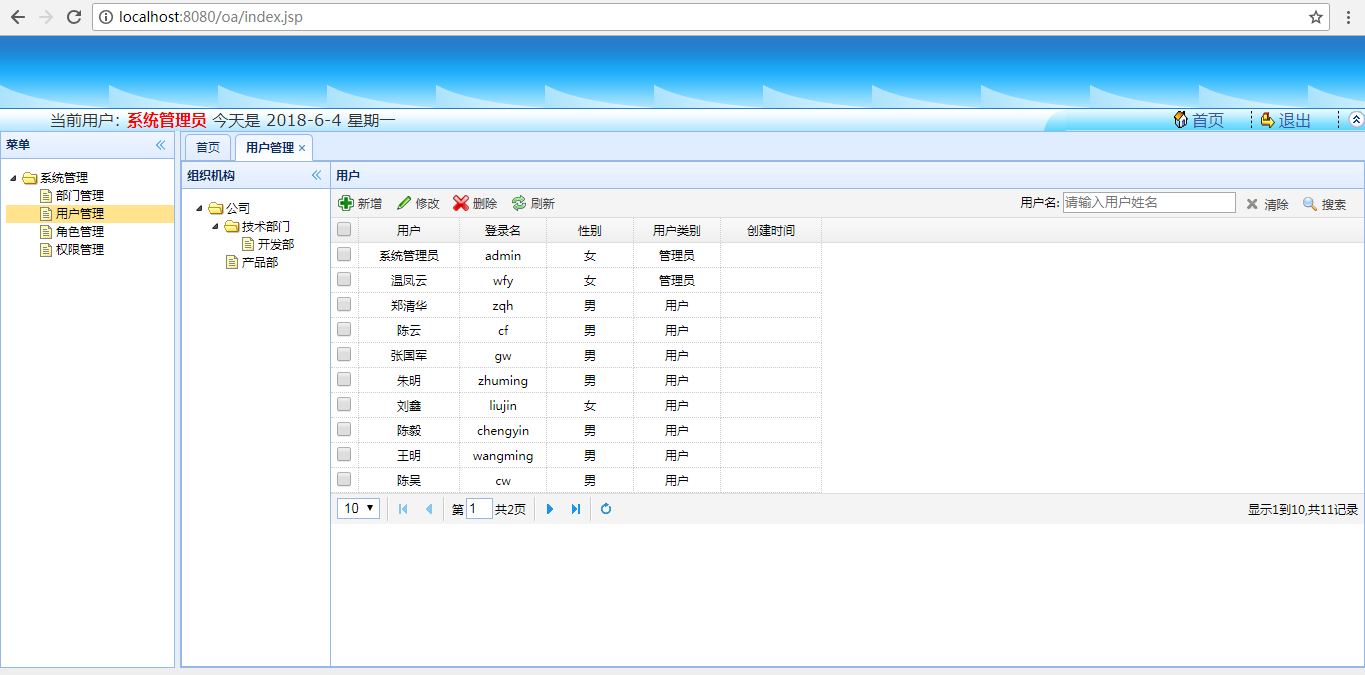 localhost:8080/oa/index.jsp
当前用户: 系统管理员 今天是 2018-6-4 星期一
首页
退出
菜单
系统管理
部门管理
用户管理
角色管理
权限管理
首页
用户管理
组织机构
公司
技术部门
开发部
产品部
用户
新增 修改 删除 刷新
用户名: 请输入用户姓名 清除 搜索
用户 登录名 性别 用户类别 创建时间
系统管理员 admin 女 管理员
温凤云 wfy 女 管理员
郑清华 zqh 男 用户
陈云 cf 男 用户
张国军 gw 男 用户
朱明 zhuming 男 用户
刘鑫 liujin 女 用户
陈毅 chengyin 男 用户
王明 wangming 男 用户
陈吴 cw 男 用户
10 第 1 共2页
显示1到10,共11记录